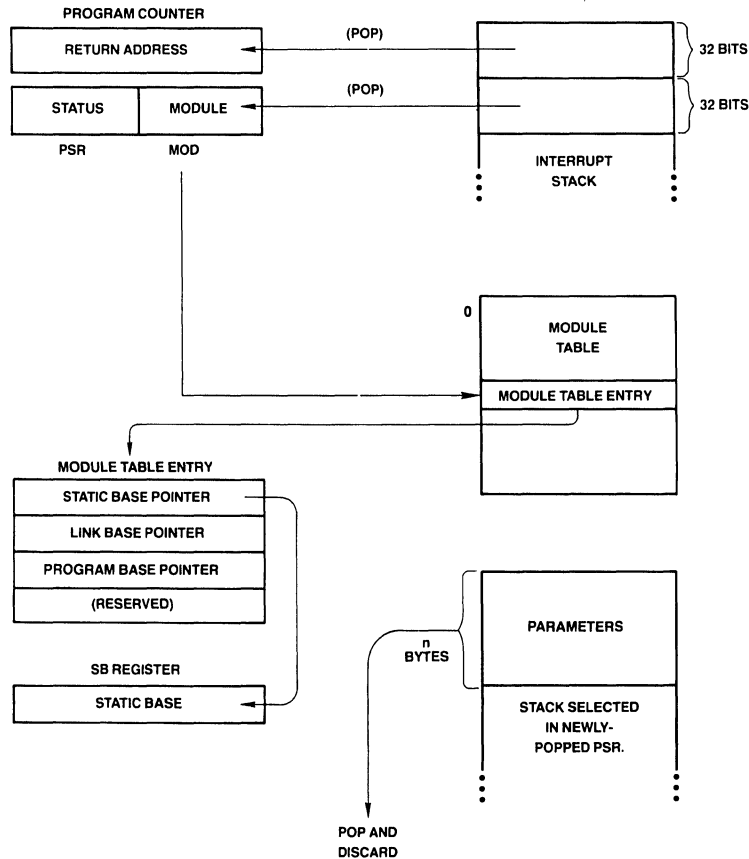 PROGRAM COUNTER
RETURN ADDRESS
(POP)
32 BITS
STATUS
MODULE
(POP)
32 BITS
PSR
MOD
INTERRUPT
STACK
0
MODULE
TABLE
MODULE TABLE ENTRY
MODULE TABLE ENTRY
STATIC BASE POINTER
LINK BASE POINTER
PROGRAM BASE POINTER
(RESERVED)
n
BYTES
PARAMETERS
SB REGISTER
STATIC BASE
STACK SELECTED
IN NEWLY-
POPPED PSR.
POP AND
DISCARD